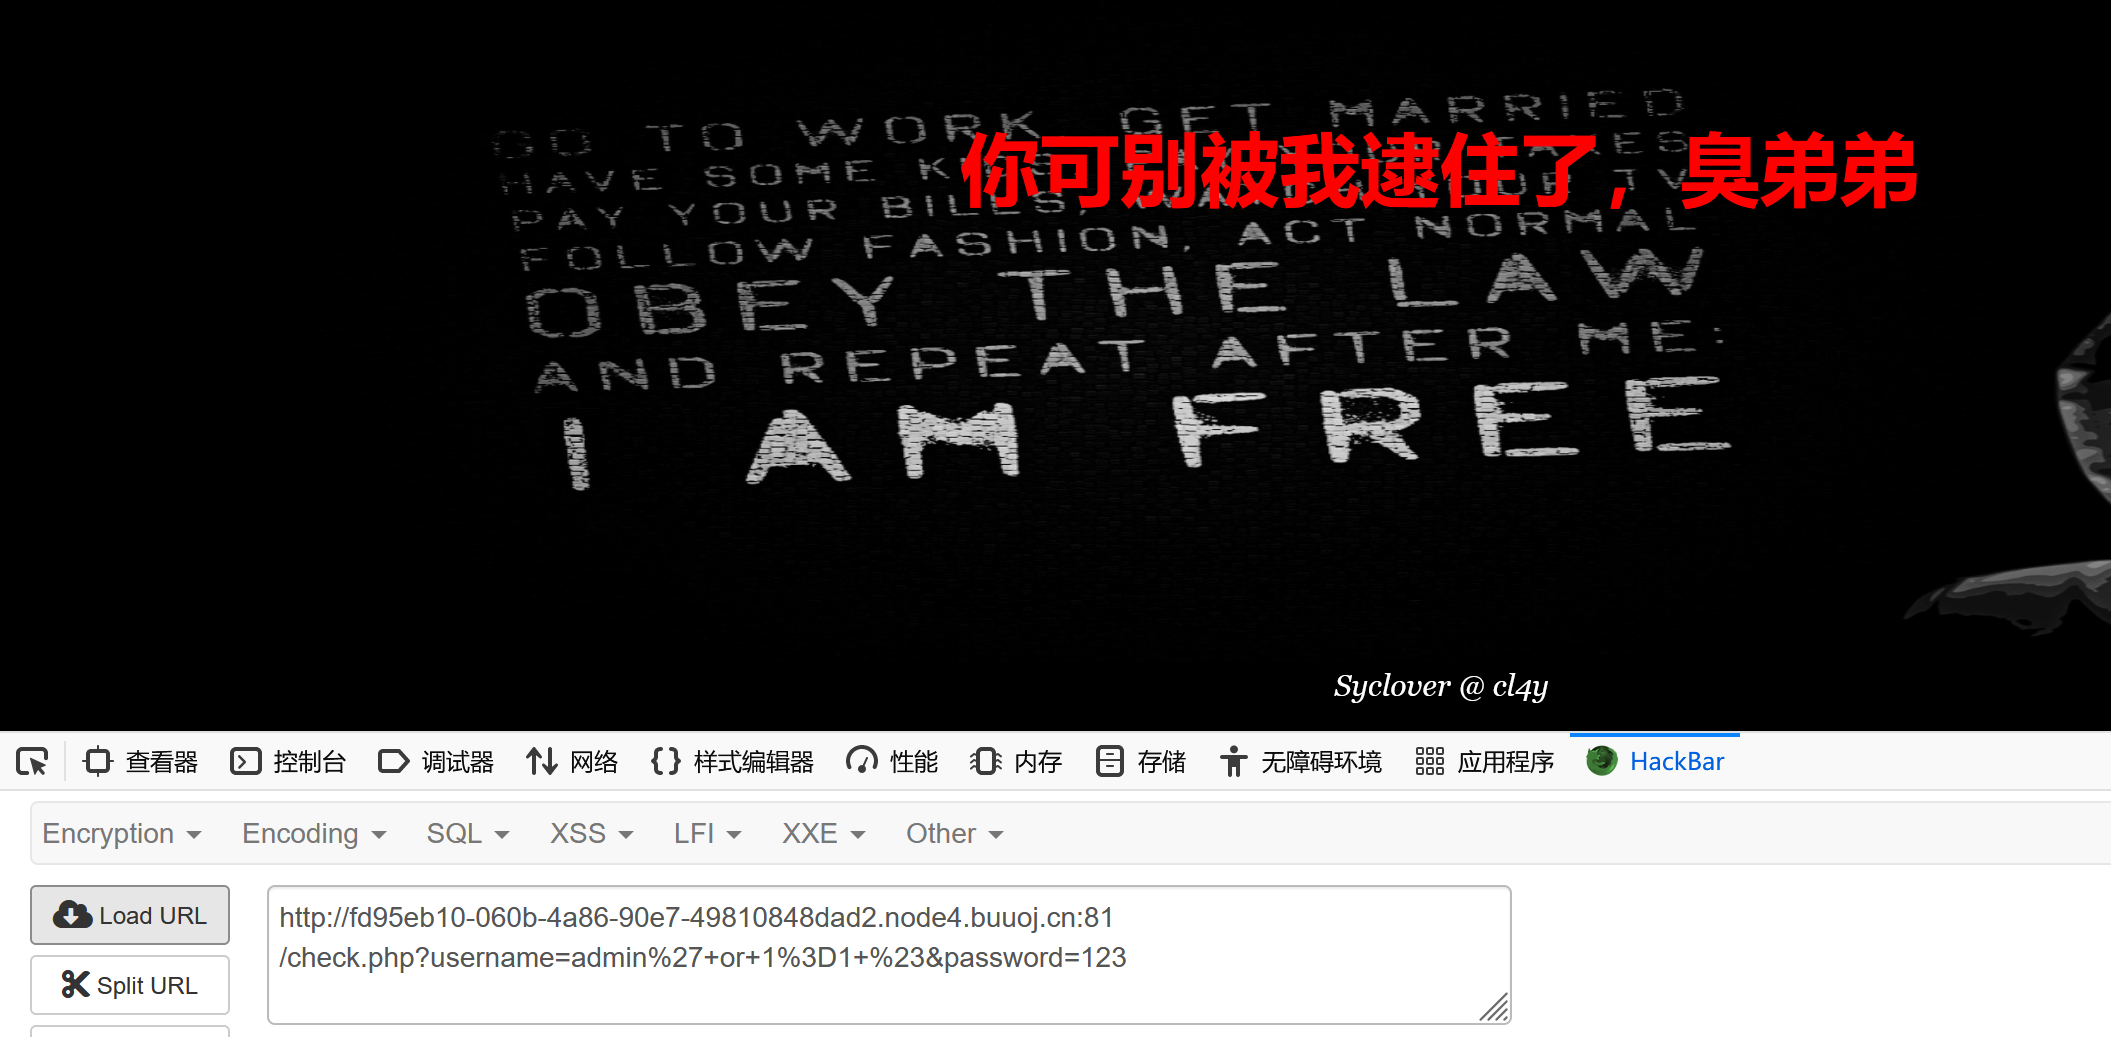 GO TO WORK, GET MARRIED
你可别被我逮住了，臭弟弟
HAVE SOME
PAY YOUR BILLS, YOUR TV
FOLLOW FASHION, ACT NORMAL
OBEY THE LAW
AND REPEAT AFTER ME:
I AM FREE
Syclover @ cl4y
查看器 控制台 调试器 网络 样式编辑器 性能 内存 存储 无障碍环境 应用程序 HackBar
Encryption Encoding SQL XSS LFI XXE Other
Load URL
http://fd95eb10-060b-4a86-90e7-49810848dad2.node4.buuoj.cn:81
/check.php?username=admin%27+or+1%3D1+%23&password=123
Split URL